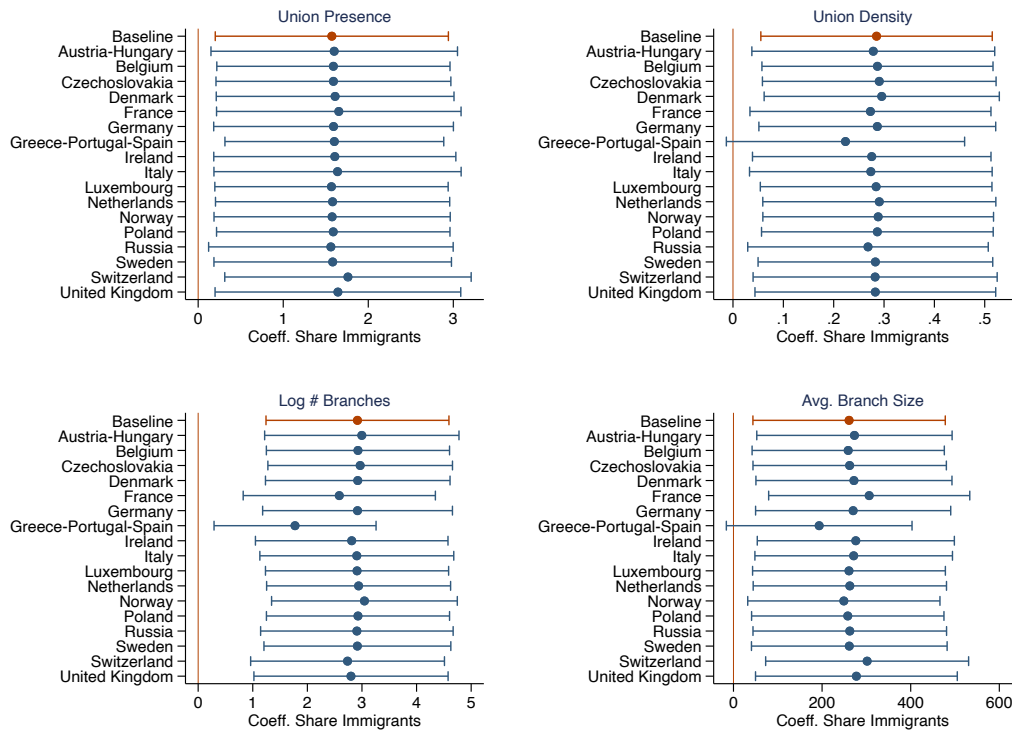 Union Presence
Baseline
Austria-Hungary
Belgium
Czechoslovakia
Denmark
France
Germany
Greece-Portugal-Spain
Ireland
Italy
Luxembourg
Netherlands
Norway
Poland
Russia
Sweden
Switzerland
United Kingdom
0 1 2 3
Coeff. Share Immigrants
Union Density
Baseline
Austria-Hungary
Belgium
Czechoslovakia
Denmark
France
Germany
Greece-Portugal-Spain
Ireland
Italy
Luxembourg
Netherlands
Norway
Poland
Russia
Sweden
Switzerland
United Kingdom
0 .1 .2 .3 .4 .5
Coeff. Share Immigrants
Log # Branches
Baseline
Austria-Hungary
Belgium
Czechoslovakia
Denmark
France
Germany
Greece-Portugal-Spain
Ireland
Italy
Luxembourg
Netherlands
Norway
Poland
Russia
Sweden
Switzerland
United Kingdom
0 1 2 3 4 5
Coeff. Share Immigrants
Avg. Branch Size
Baseline
Austria-Hungary
Belgium
Czechoslovakia
Denmark
France
Germany
Greece-Portugal-Spain
Ireland
Italy
Luxembourg
Netherlands
Norway
Poland
Russia
Sweden
Switzerland
United Kingdom
0 200 400 600
Coeff. Share Immigrants